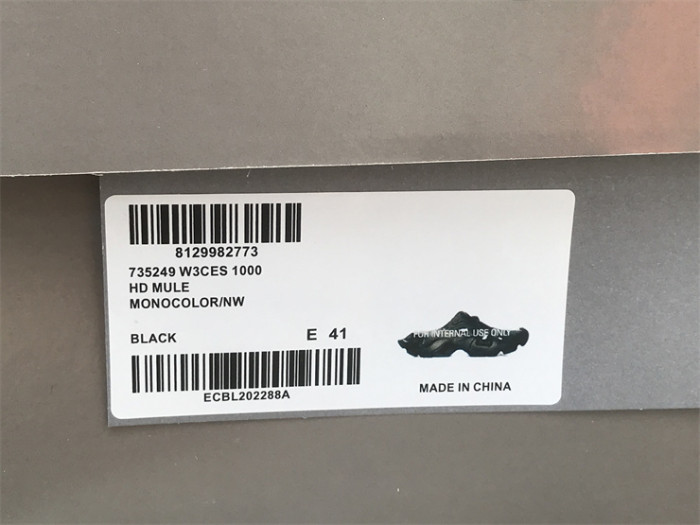 8129982773
735249 W3CES 1000
HD MULE
MONOCOLOR/NW
BLACK E 41
FOR INTERNAL USE ONLY
ECBL202288A
MADE IN CHINA